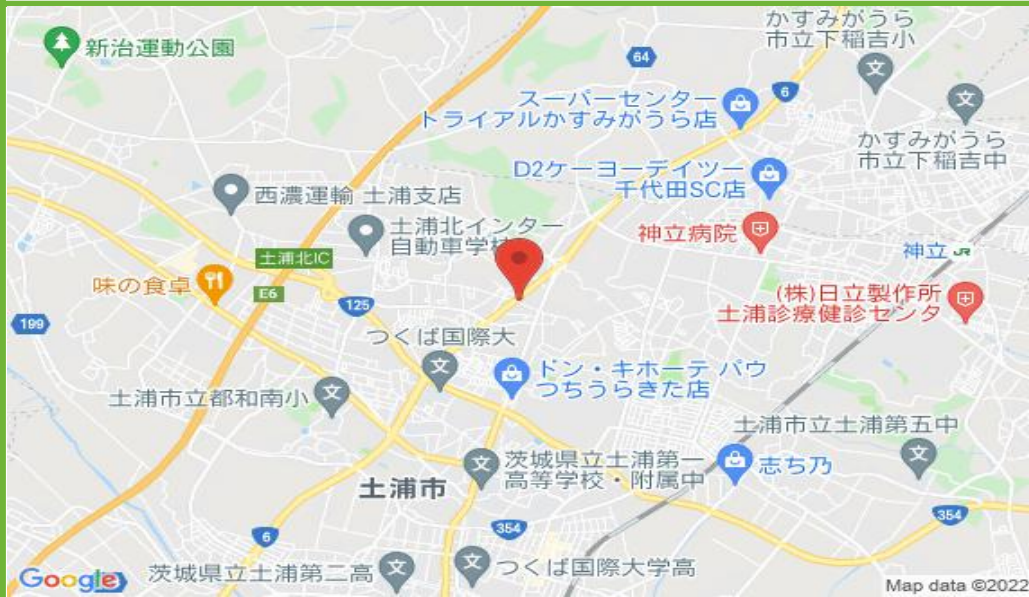 かすみがうら
市立下稲吉小
新治運動公園
64
6
スーパーセンター
トライアルかすみがうら店
かすみがうら
市立下稲吉中
D2ケーヨーデイツー
千代田SC店
西濃運輸 土浦支店
土浦北インター
自動車学校
神立病院
神立 JR
土浦北IC
味の食卓
E6
125
(株)日立製作所
土浦診療健診センタ
199
つくば国際大
ドン・キホーテ パウ
つちうらきた店
土浦市立都和南小
土浦市立土浦第五中
茨城県立土浦第一
高等学校・附属中
志ち乃
土浦市
354
354
6
Google
茨城県立土浦第二高
つくば国際大学高
Map data ©2022